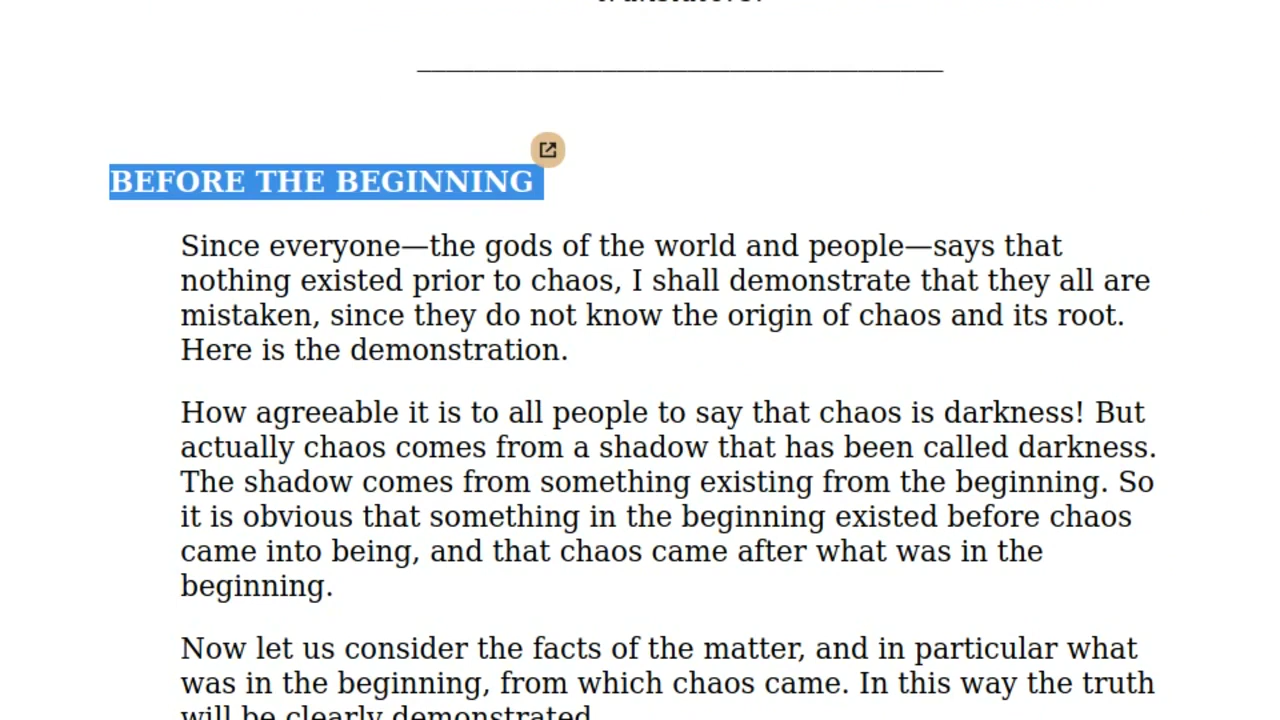 BEFORE THE BEGINNING
Since everyone—the gods of the world and people—says that
nothing existed prior to chaos, I shall demonstrate that they all are
mistaken, since they do not know the origin of chaos and its root.
Here is the demonstration.
How agreeable it is to all people to say that chaos is darkness! But
actually chaos comes from a shadow that has been called darkness.
The shadow comes from something existing from the beginning. So
it is obvious that something in the beginning existed before chaos
came into being, and that chaos came after what was in the
beginning.
Now let us consider the facts of the matter, and in particular what
was in the beginning, from which chaos came. In this way the truth
will be clearly demonstrated.